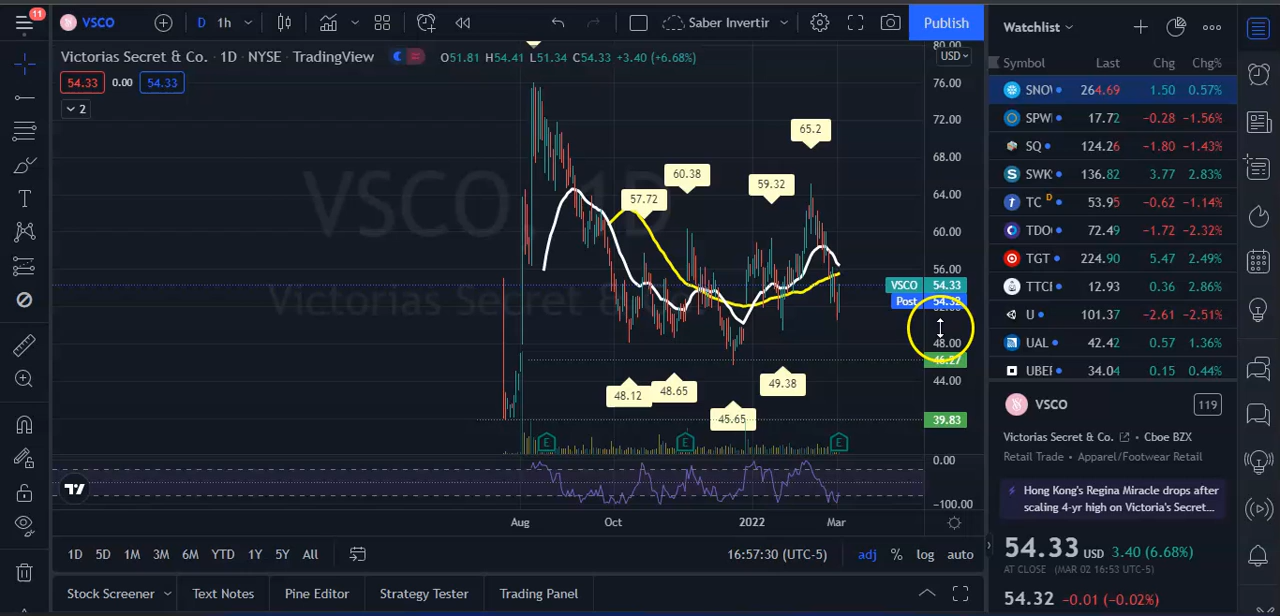 11
VSCO
D
1h
Saber Invertir
Publish
Victorias Secret & Co. · 1D · NYSE · TradingView
O51.81 H54.41 L51.34 C54.33 +3.40 (+6.68%)
54.33
0.00
54.33
2
VSCO 1D
Victorias Secret & Co.
80.00
USD
76.00
72.00
68.00
64.00
60.00
56.00
VSCO 54.33
Post 54.32
48.00
46.27
44.00
39.83
0.00
-100.00
57.72
60.38
59.32
65.2
48.12
48.65
45.65
49.38
E
E
E
Aug
Oct
2022
Mar
1D
5D
1M
3M
6M
YTD
1Y
5Y
All
16:57:30 (UTC-5)
adj
%
log
auto
Stock Screener
Text Notes
Pine Editor
Strategy Tester
Trading Panel
Watchlist
Symbol Last Chg Chg%
SNOW 264.69 1.50 0.57%
SPWR 17.72 -0.28 -1.56%
SQ 124.26 -1.80 -1.43%
SWK 136.82 3.77 2.83%
TC D 53.95 -0.62 -1.14%
TDO 72.49 -1.72 -2.32%
TGT 224.90 5.47 2.49%
TTCF 12.93 0.36 2.86%
U 101.37 -2.61 -2.51%
UAL 42.42 0.57 1.36%
UBER 34.04 0.15 0.44%
VSCO
119
Victorias Secret & Co. · Cboe BZX
Retail Trade · Apparel/Footwear Retail
Hong Kong's Regina Miracle drops after
scaling 4-yr high on Victoria's Secret...
54.33 USD 3.40 (6.68%)
AT CLOSE (MAR 02 16:53 UTC-5)
54.32 -0.01 (-0.02%)